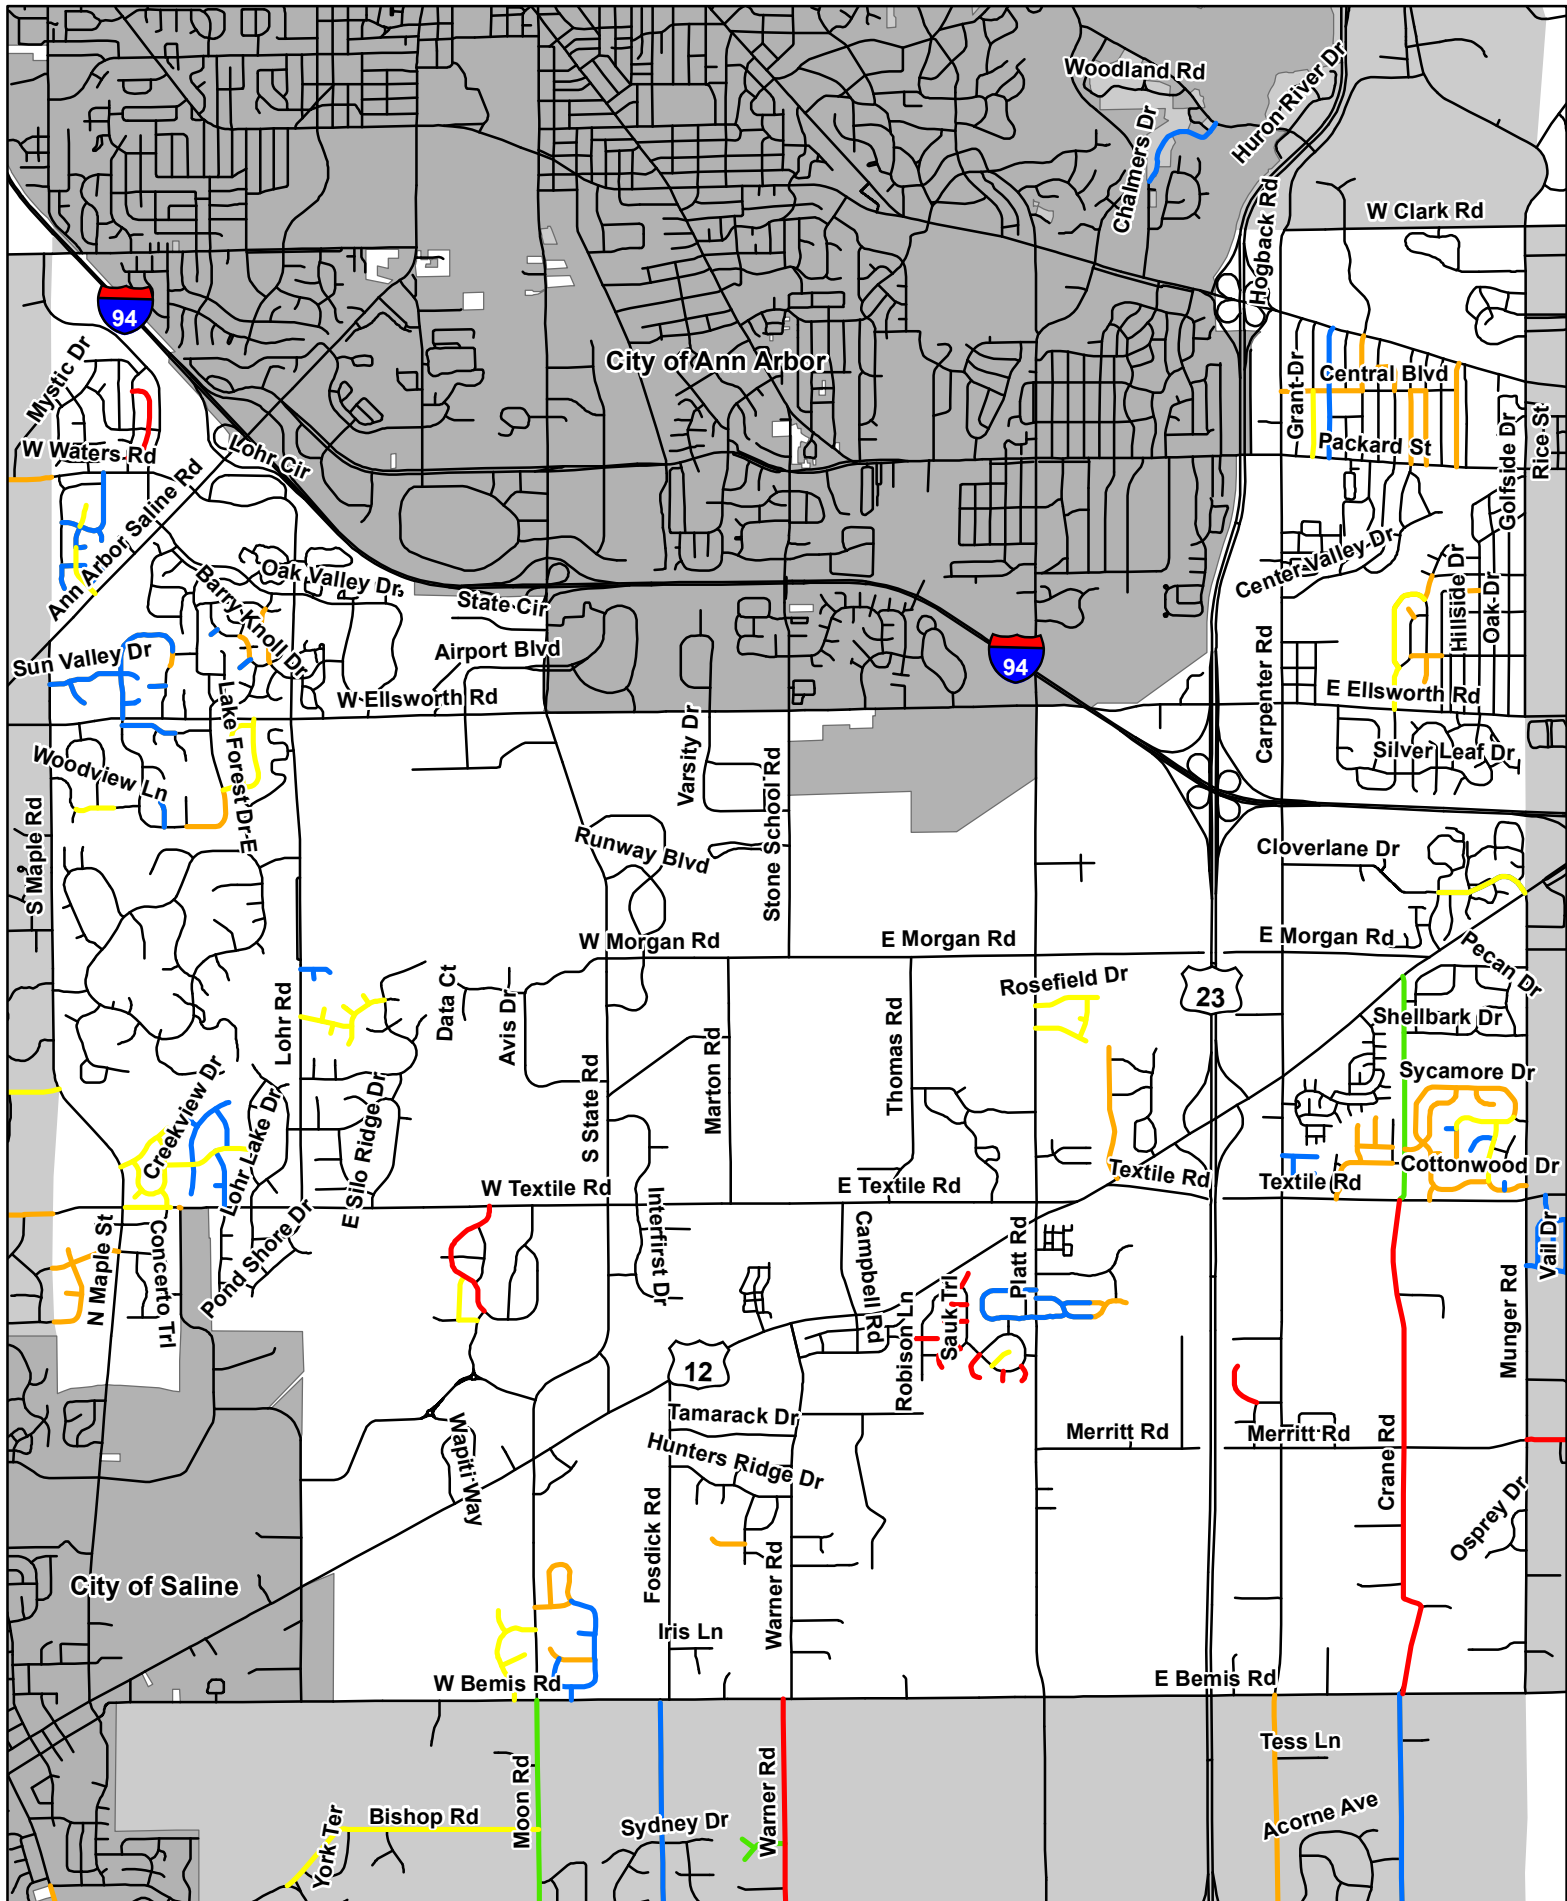 Woodland Rd
Huron River Dr
Chalmers Dr
W Clark Rd
Hogback Rd
94
Mystic Dr
City of Ann Arbor
Grant Dr
Central Blvd
W Waters Rd
Lohr Cir
Packard St
Golfside Dr
Rice St
Ann Arbor Saline Rd
Oak Valley Dr
Barry Knoll Dr
State Cir
Center Valley Dr
Hillside Dr
Oak Dr
Sun Valley Dr
Airport Blvd
94
Carpenter Rd
W Ellsworth Rd
E Ellsworth Rd
Lake Forest Dr E
Varsity Dr
Stone School Rd
Silver Leaf Dr
Woodview Ln
S Maple Rd
Runway Blvd
Cloverlane Dr
W Morgan Rd
E Morgan Rd
E Morgan Rd
Pecan Dr
Rosefield Dr
23
Lohr Rd
Data Ct
Avis Dr
Thomas Rd
Shellbark Dr
Marton Rd
S State Rd
Sycamore Dr
Creekview Dr
Lohr Lake Dr
E Silo Ridge Dr
Cottonwood Dr
W Textile Rd
E Textile Rd
Textile Rd
Textile Rd
N Maple St
Concerto Trl
Pond Shore Dr
Interfirst Dr
Campbell Rd
Platt Rd
Vail Dr
Munger Rd
Sauk Trl
Robison Ln
12
Tamarack Dr
Merritt Rd
Merritt Rd
Crane Rd
Wapiti Way
Hunters Ridge Dr
Fosdick Rd
Warner Rd
Osprey Dr
City of Saline
Iris Ln
W Bemis Rd
E Bemis Rd
Tess Ln
Moon Rd
Warner Rd
Bishop Rd
York Ter
Sydney Dr
Acorne Ave